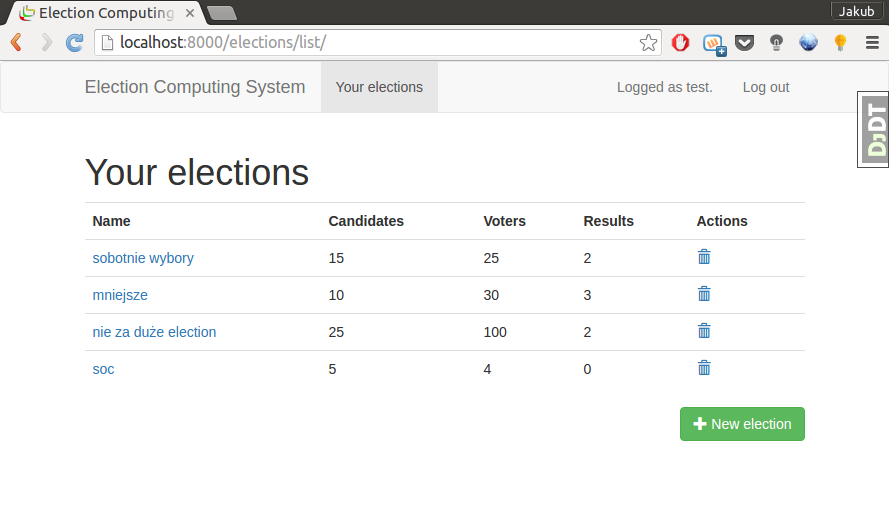 Election Computing
Jakub
localhost:8000/elections/list/
Election Computing System Your elections Logged as test. Log out
DJDT
Your elections
Name Candidates Voters Results Actions
sobotnie wybory 15 25 2
mniejsze 10 30 3
nie za duże election 25 100 2
soc 5 4 0
New election